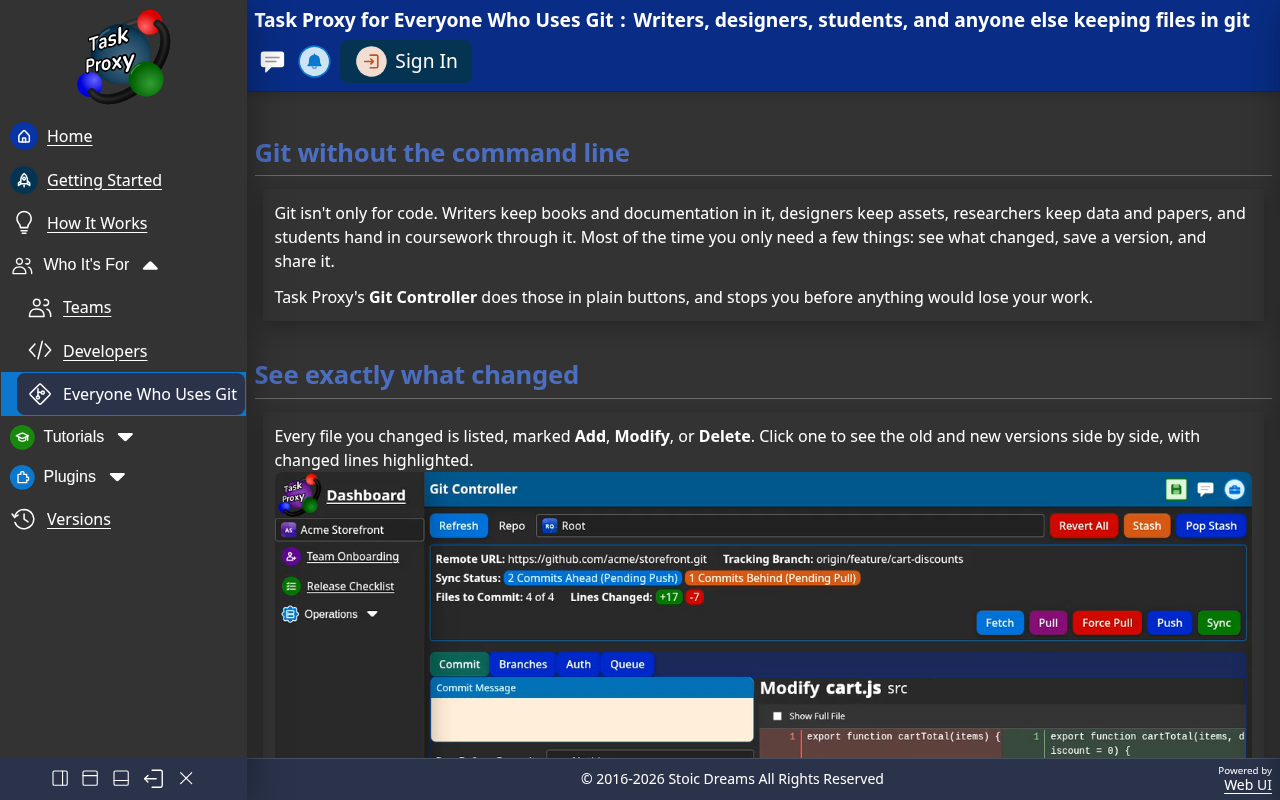 Task Proxy
Home
Getting Started
How It Works
Who It's For
Teams
Developers
Everyone Who Uses Git
Tutorials
Plugins
Versions
Task Proxy for Everyone Who Uses Git : Writers, designers, students, and anyone else keeping files in git
Sign In
Git without the command line
Git isn't only for code. Writers keep books and documentation in it, designers keep assets, researchers keep data and papers, and
students hand in coursework through it. Most of the time you only need a few things: see what changed, save a version, and
share it.
Task Proxy's Git Controller does those in plain buttons, and stops you before anything would lose your work.
See exactly what changed
Every file you changed is listed, marked Add, Modify, or Delete. Click one to see the old and new versions side by side, with
changed lines highlighted.
Task Proxy
Dashboard
Acme Storefront
Team Onboarding
Release Checklist
Operations
Git Controller
Refresh Repo RO Root Revert All Stash Pop Stash
Remote URL: https://github.com/acme/storefront.git Tracking Branch: origin/feature/cart-discounts
Sync Status: 2 Commits Ahead (Pending Push) 1 Commits Behind (Pending Pull)
Files to Commit: 4 of 4 Lines Changed: +17 -7
Fetch Pull Force Pull Push Sync
Commit Branches Auth Queue
Commit Message
Modify cart.js src
Show Full File
1 export function cartTotal(items) {
1 export function cartTotal(items, d
iscount = 0) {
© 2016-2026 Stoic Dreams All Rights Reserved
Powered by
Web UI